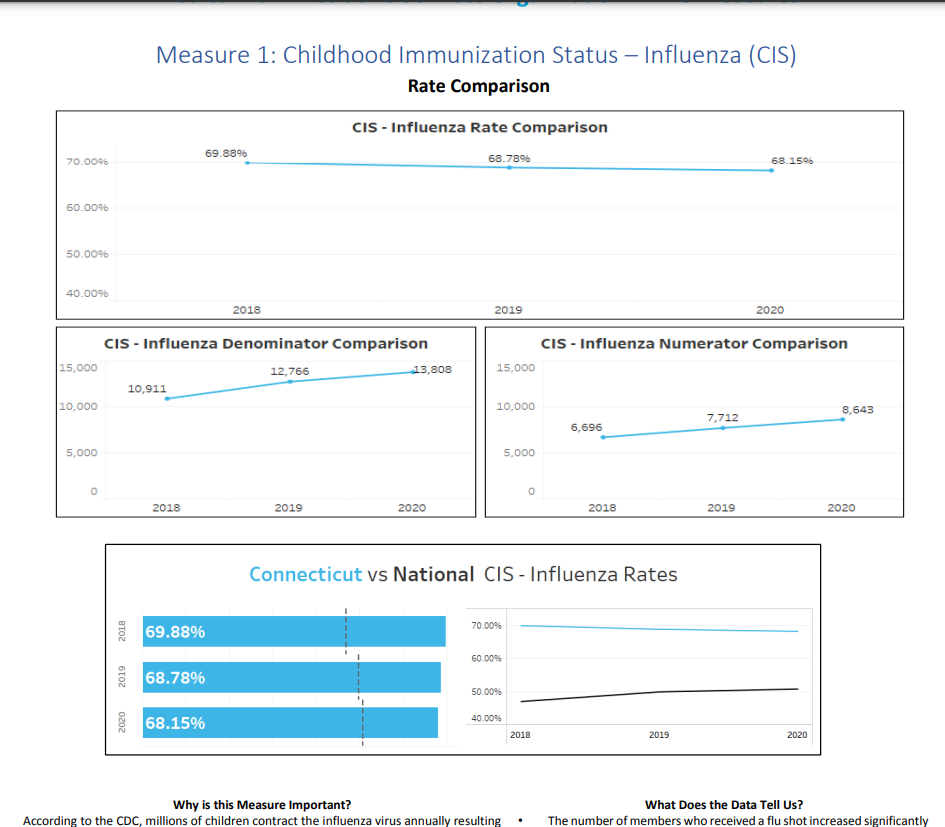 Measure 1: Childhood Immunization Status – Influenza (CIS)
Rate Comparison
CIS - Influenza Rate Comparison
69.88%
68.78%
68.15%
70.00%
60.00%
50.00%
40.00%
2018 2019 2020
CIS - Influenza Denominator Comparison
15,000
10,911
12,766
13,808
10,000
5,000
0
2018 2019 2020
CIS - Influenza Numerator Comparison
15,000
10,000
6,696
7,712
8,643
5,000
0
2018 2019 2020
Connecticut vs National CIS - Influenza Rates
2018 69.88%
2019 68.78%
2020 68.15%
70.00%
60.00%
50.00%
40.00%
2018 2019 2020
Why is this Measure Important?
According to the CDC, millions of children contract the influenza virus annually resulting
What Does the Data Tell Us?
• The number of members who received a flu shot increased significantly